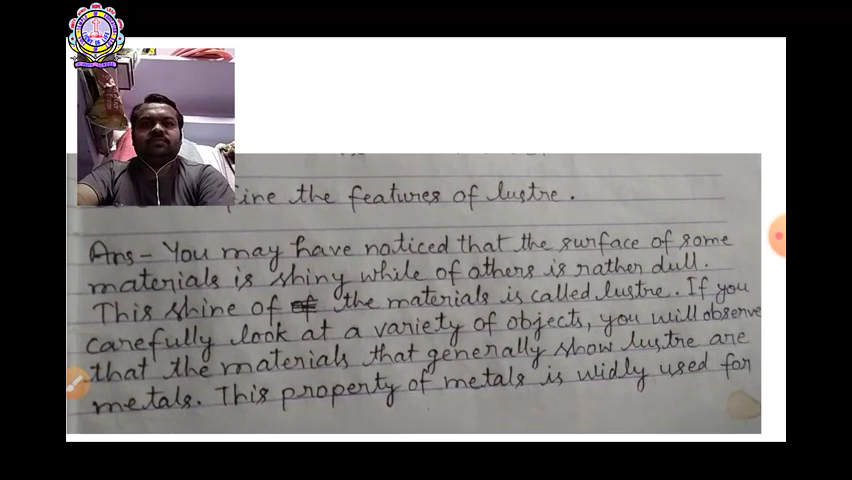 fine the features of lustre.
Ans - You may have noticed that the surface of some
materials is shiny while of others is rather dull.
This shine of the materials is called lustre. If you
carefully look at a variety of objects, you will observe
that the materials that generally show lustre are
metals. This property of metals is widly used for